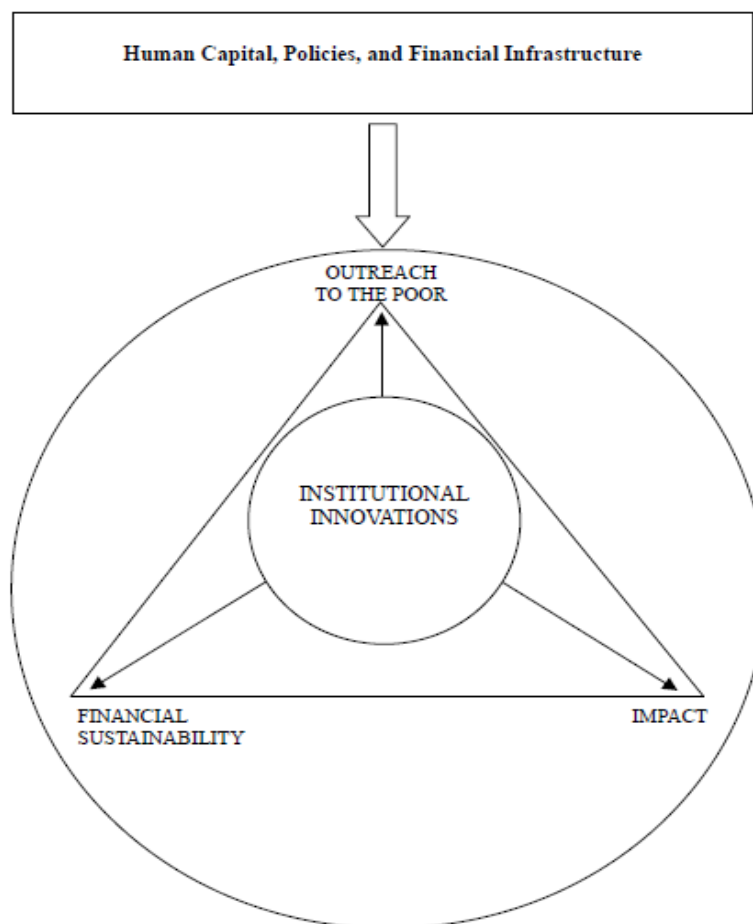 Human Capital, Policies, and Financial Infrastructure
OUTREACH
TO THE POOR
INSTITUTIONAL
INNOVATIONS
FINANCIAL
SUSTAINABILITY
IMPACT